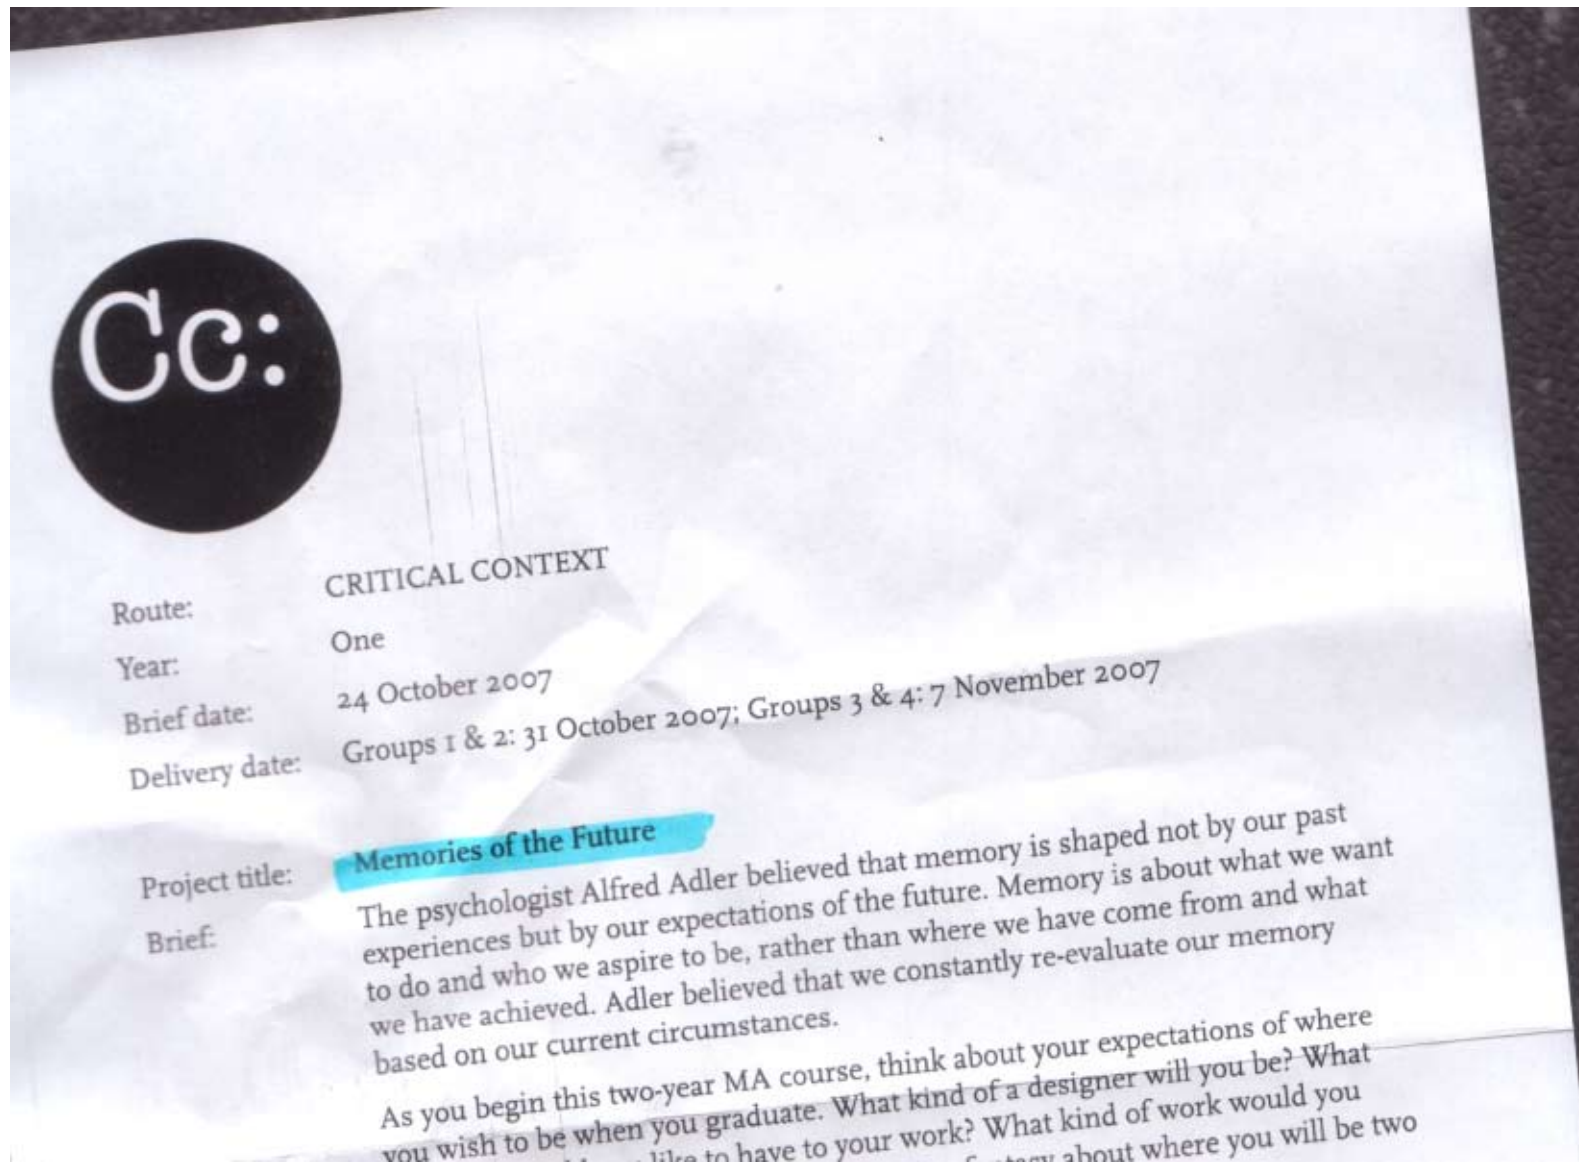 Cc:
Route: CRITICAL CONTEXT
Year: One
Brief date: 24 October 2007
Delivery date: Groups 1 & 2: 31 October 2007; Groups 3 & 4: 7 November 2007
Project title: Memories of the Future
Brief: The psychologist Alfred Adler believed that memory is shaped not by our past
experiences but by our expectations of the future. Memory is about what we want
to do and who we aspire to be, rather than where we have come from and what
we have achieved. Adler believed that we constantly re-evaluate our memory
based on our current circumstances.
As you begin this two-year MA course, think about your expectations of where
you wish to be when you graduate. What kind of a designer will you be? What
like to have to your work? What kind of work would you
about where you will be two